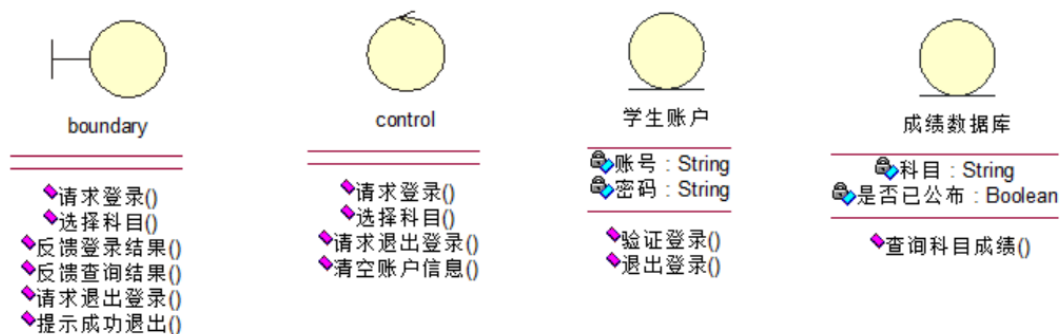 boundary
请求登录()
选择科目()
反馈登录结果()
反馈查询结果()
请求退出登录()
提示成功退出()
control
请求登录()
选择科目()
请求退出登录()
清空账户信息()
学生账户
账号 : String
密码 : String
验证登录()
退出登录()
成绩数据库
科目 : String
是否已公布 : Boolean
查询科目成绩()